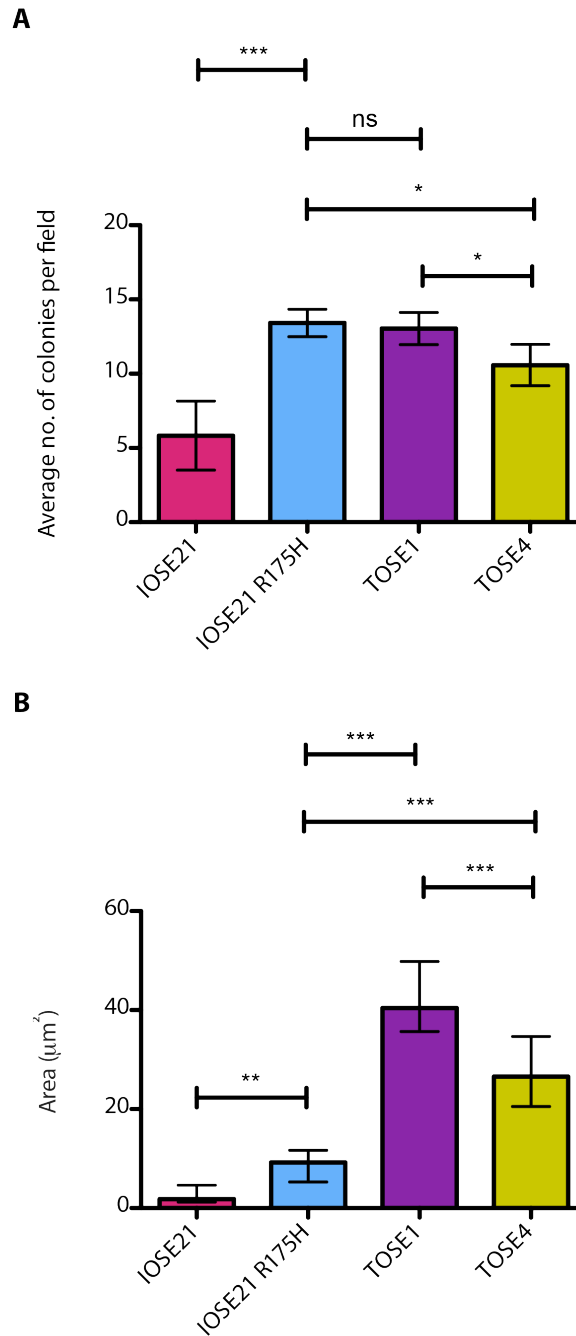 A
***
ns
*
*
Average no. of colonies per field
20
15
10
5
0
IOSE21
IOSE21 R175H
TOSE1
TOSE4
B
***
***
***
**
Area (μm²)
60
40
20
0
IOSE21
IOSE21 R175H
TOSE1
TOSE4